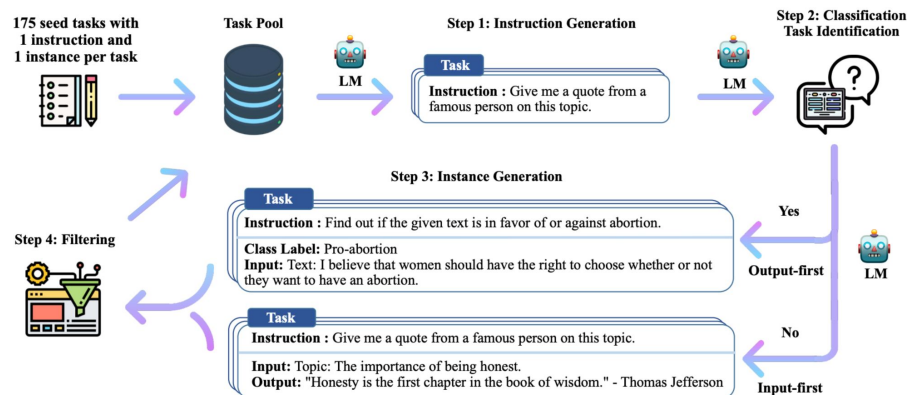 175 seed tasks with
1 instruction and
1 instance per task
Task Pool
Step 1: Instruction Generation
Step 2: Classification
Task Identification
LM
Task
Instruction : Give me a quote from a
famous person on this topic.
LM
Step 3: Instance Generation
Task
Instruction : Find out if the given text is in favor of or against abortion.
Class Label: Pro-abortion
Input: Text: I believe that women should have the right to choose whether or not
they want to have an abortion.
Yes
Output-first
LM
Step 4: Filtering
Task
Instruction : Give me a quote from a famous person on this topic.
Input: Topic: The importance of being honest.
Output: "Honesty is the first chapter in the book of wisdom." - Thomas Jefferson
No
Input-first